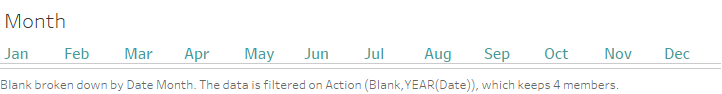 Month
Jan Feb Mar Apr May Jun Jul Aug Sep Oct Nov Dec
Blank broken down by Date Month. The data is filtered on Action (Blank,YEAR(Date)), which keeps 4 members.